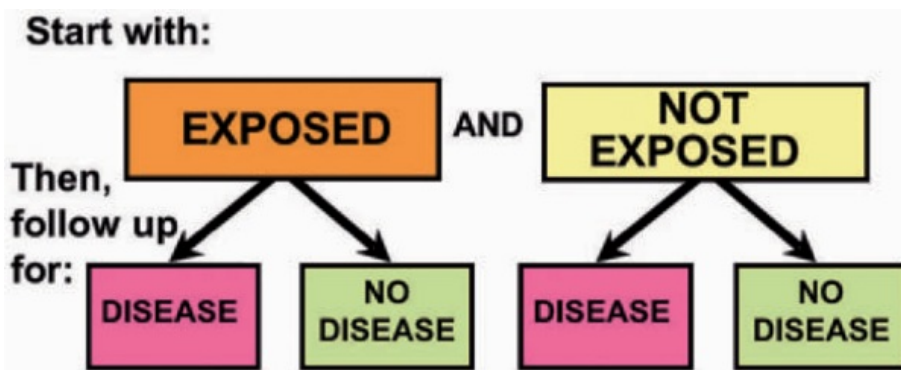 Start with:
EXPOSED
AND
NOT
EXPOSED
Then,
follow up
for:
DISEASE
NO
DISEASE
DISEASE
NO
DISEASE